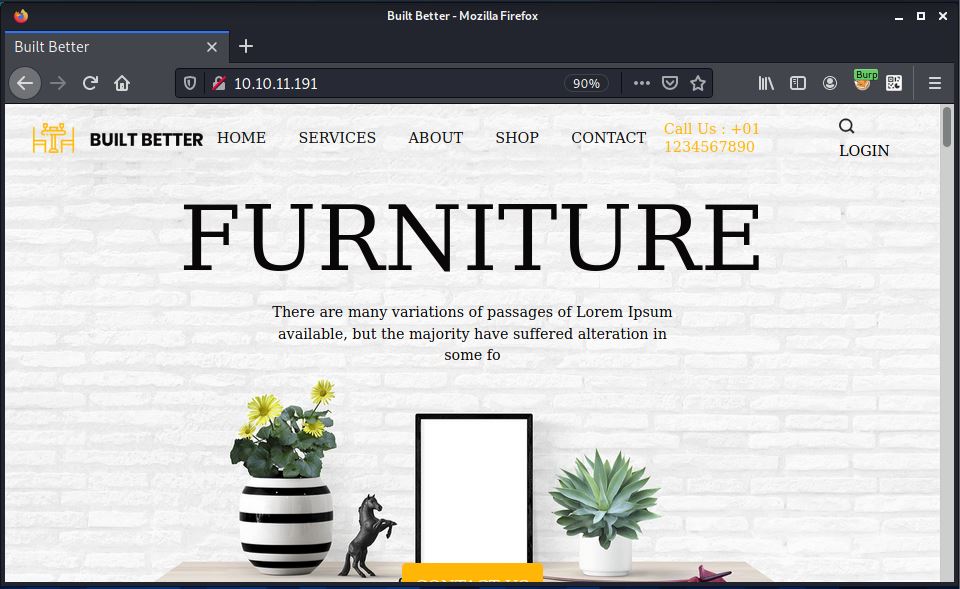 Built Better - Mozilla Firefox
Built Better
10.10.11.191
90%
Burp
BUILT BETTER
HOME
SERVICES
ABOUT
SHOP
CONTACT
Call Us : +01
1234567890
LOGIN
FURNITURE
There are many variations of passages of Lorem Ipsum
available, but the majority have suffered alteration in
some fo
CONTACT US